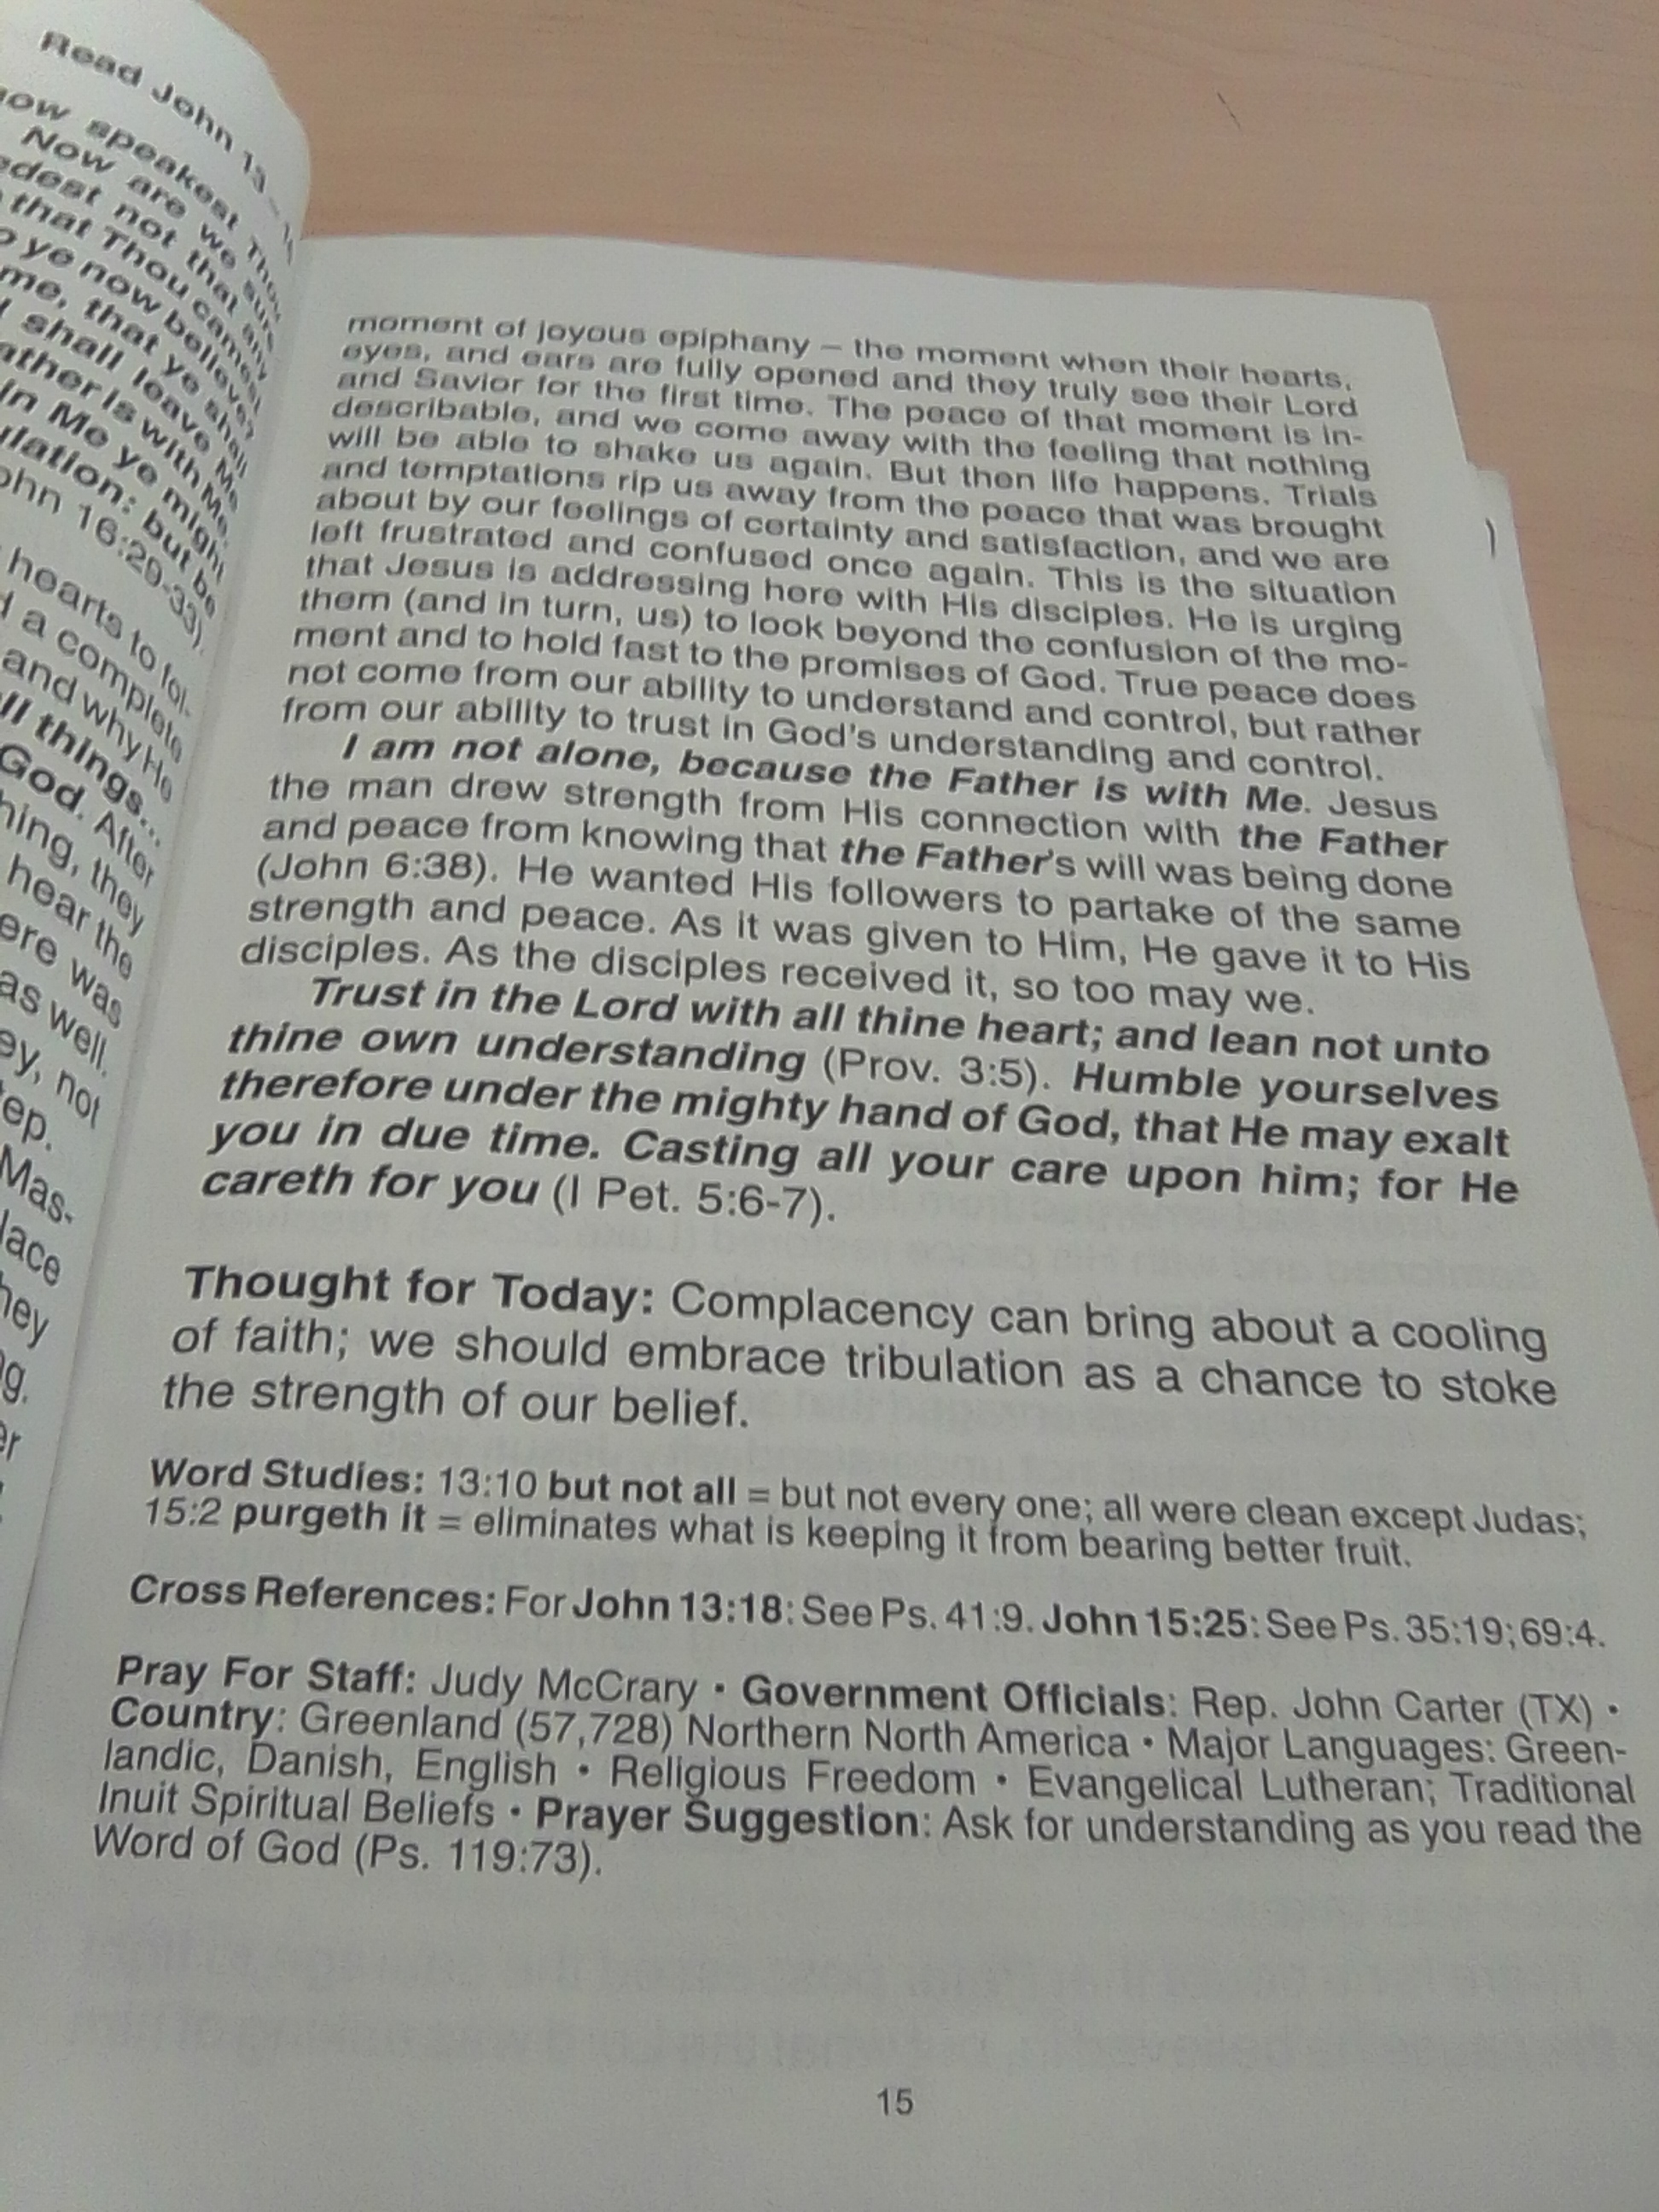 Read John 13 –
now speakest Thou
Now are we sure
not that any
that Thou camest
ye now believe?
me, that ye shall
shall leave Me
is with Me.
in Me ye might
but be
16:29-33).
hearts to fol-
a complete
and why He
all things...
God. After
they
hear the
was
as well.
not
Mas-
moment of joyous epiphany – the moment when their hearts,
eyes, and ears are fully opened and they truly see their Lord
and Savior for the first time. The peace of that moment is in-
describable, and we come away with the feeling that nothing
will be able to shake us again. But then life happens. Trials
and temptations rip us away from the peace that was brought
about by our feelings of certainty and satisfaction, and we are
left frustrated and confused once again. This is the situation
that Jesus is addressing here with His disciples. He is urging
them (and in turn, us) to look beyond the confusion of the mo-
ment and to hold fast to the promises of God. True peace does
not come from our ability to understand and control, but rather
from our ability to trust in God's understanding and control.
I am not alone, because the Father is with Me. Jesus
the man drew strength from His connection with the Father
and peace from knowing that the Father's will was being done
(John 6:38). He wanted His followers to partake of the same
strength and peace. As it was given to Him, He gave it to His
disciples. As the disciples received it, so too may we.
Trust in the Lord with all thine heart; and lean not unto
thine own understanding (Prov. 3:5). Humble yourselves
therefore under the mighty hand of God, that He may exalt
you in due time. Casting all your care upon him; for He
careth for you (I Pet. 5:6-7).
Thought for Today: Complacency can bring about a cooling
of faith; we should embrace tribulation as a chance to stoke
the strength of our belief.
Word Studies: 13:10 but not all = but not every one; all were clean except Judas;
15:2 purgeth it = eliminates what is keeping it from bearing better fruit.
Cross References: For John 13:18: See Ps. 41:9. John 15:25: See Ps. 35:19; 69:4.
Pray For Staff: Judy McCrary • Government Officials: Rep. John Carter (TX) •
Country: Greenland (57,728) Northern North America • Major Languages: Green-
landic, Danish, English • Religious Freedom • Evangelical Lutheran; Traditional
Inuit Spiritual Beliefs • Prayer Suggestion: Ask for understanding as you read the
Word of God (Ps. 119:73).
15